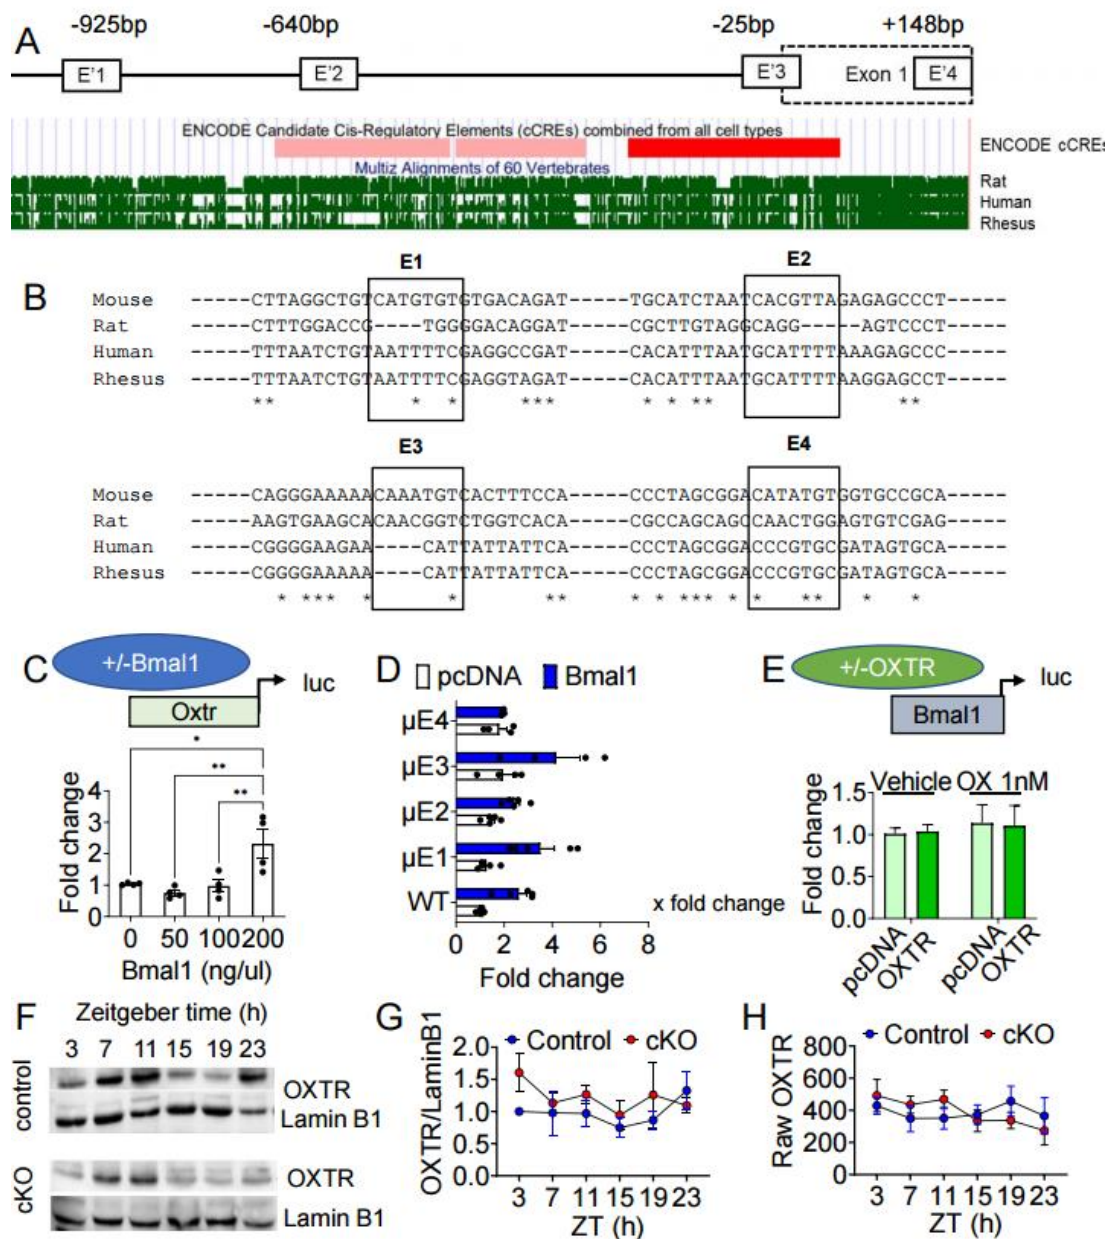 A
-925bp -640bp -25bp +148bp
E'1 E'2 E'3 Exon 1 E'4
ENCODE Candidate Cis-Regulatory Elements (cCREs) combined from all cell types
ENCODE cCREs
Multiz Alignments of 60 Vertebrates
Rat
Human
Rhesus
B
E1 E2
Mouse -----CTTAGGCTGTCATGTGTGTGACAGAT----- TGCATCTAATCACGTTAGAGAGCCCT-----
Rat -----CTTTGGACCG----TGGGGACAGGAT----- CGCTTGTAGGCAGG-----AGTCCCT-----
Human -----TTTAATCTGTAATTTTCGAGGCCGAT----- CACATTTAATGCATTTTAAAGAGCCC-----
Rhesus -----TTTAATCTGTAATTTTCGAGGTAGAT----- CACATTTAATGCATTTTAAGGAGCCT-----
** * * *** * * ** **
E3 E4
Mouse -----CAGGGAAAAACAAATGTCACTTTCCA----- CCCTAGCGGACATATGTGGTGCCGCA-----
Rat -----AAGTGAAGCACAACGGTCTGGTCACA----- CGCCAGCAGCCAACTGGAGTGTCGAG-----
Human -----CGGGGAAGAA----CATTATTATTCA----- CCCTAGCGGACCCGTGCGATAGTGCA-----
Rhesus -----CGGGGAAAAA----CATTATTATTCA----- CCCTAGCGGACCCGTGCGATAGTGCA-----
* *** * * ** * * *** * * ** * *
C
+/-Bmal1
Oxtr
luc
*
**
**
Fold change
4
3
2
1
0
0 50 100 200
Bmal1 (ng/ul)
D
pcDNA Bmal1
µE4
µE3
µE2
µE1
WT
x fold change
0 2 4 6 8
Fold change
E
+/-OXTR
Bmal1
luc
Vehicle OX 1nM
Fold change
1.5
1.0
0.5
0.0
pcDNA OXTR pcDNA OXTR
F
Zeitgeber time (h)
3 7 11 15 19 23
control
OXTR
Lamin B1
cKO
OXTR
Lamin B1
G
Control cKO
OXTR/LaminB1
2.0
1.5
1.0
0.5
0.0
3 7 11 15 19 23
ZT (h)
H
Control cKO
Raw OXTR
800
600
400
200
0
3 7 11 15 19 23
ZT (h)